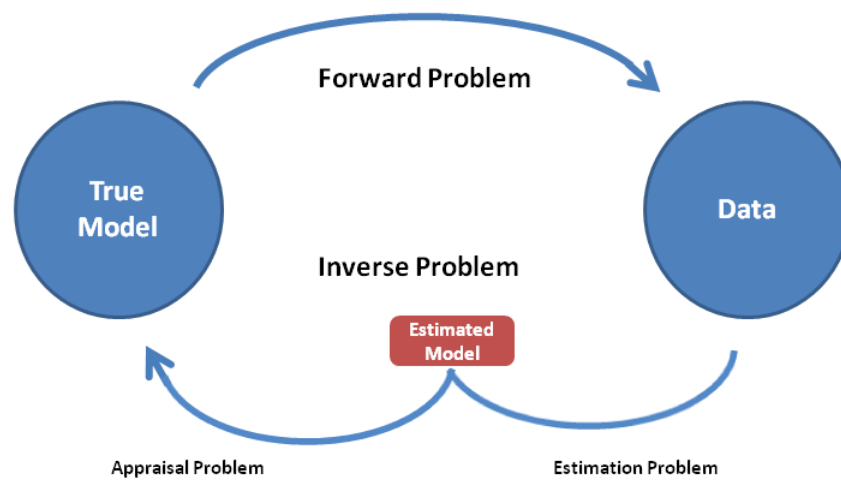 Forward Problem
True
Model
Data
Inverse Problem
Estimated
Model
Appraisal Problem
Estimation Problem